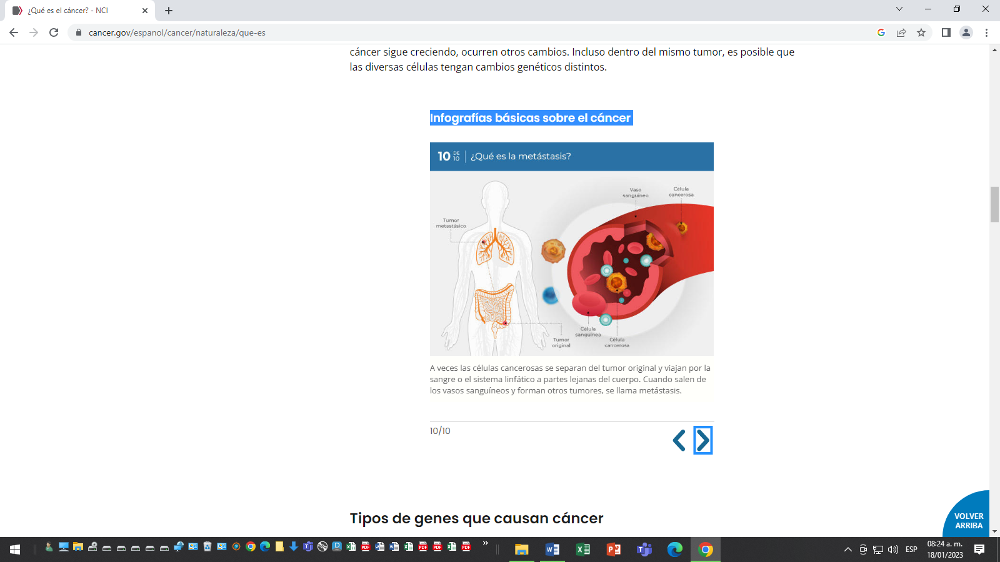 ¿Qué es el cáncer? - NCI
cancer.gov/espanol/cancer/naturaleza/que-es
cáncer sigue creciendo, ocurren otros cambios. Incluso dentro del mismo tumor, es posible que
las diversas células tengan cambios genéticos distintos.
Infografías básicas sobre el cáncer
10 DE 10 ¿Qué es la metástasis?
Vaso
sanguíneo
Célula
cancerosa
Tumor
metastásico
Célula
sanguínea
Tumor
original
Célula
cancerosa
A veces las células cancerosas se separan del tumor original y viajan por la
sangre o el sistema linfático a partes lejanas del cuerpo. Cuando salen de
los vasos sanguíneos y forman otros tumores, se llama metástasis.
10/10
Tipos de genes que causan cáncer
VOLVER
ARRIBA
ESP
08:24 a. m.
18/01/2023